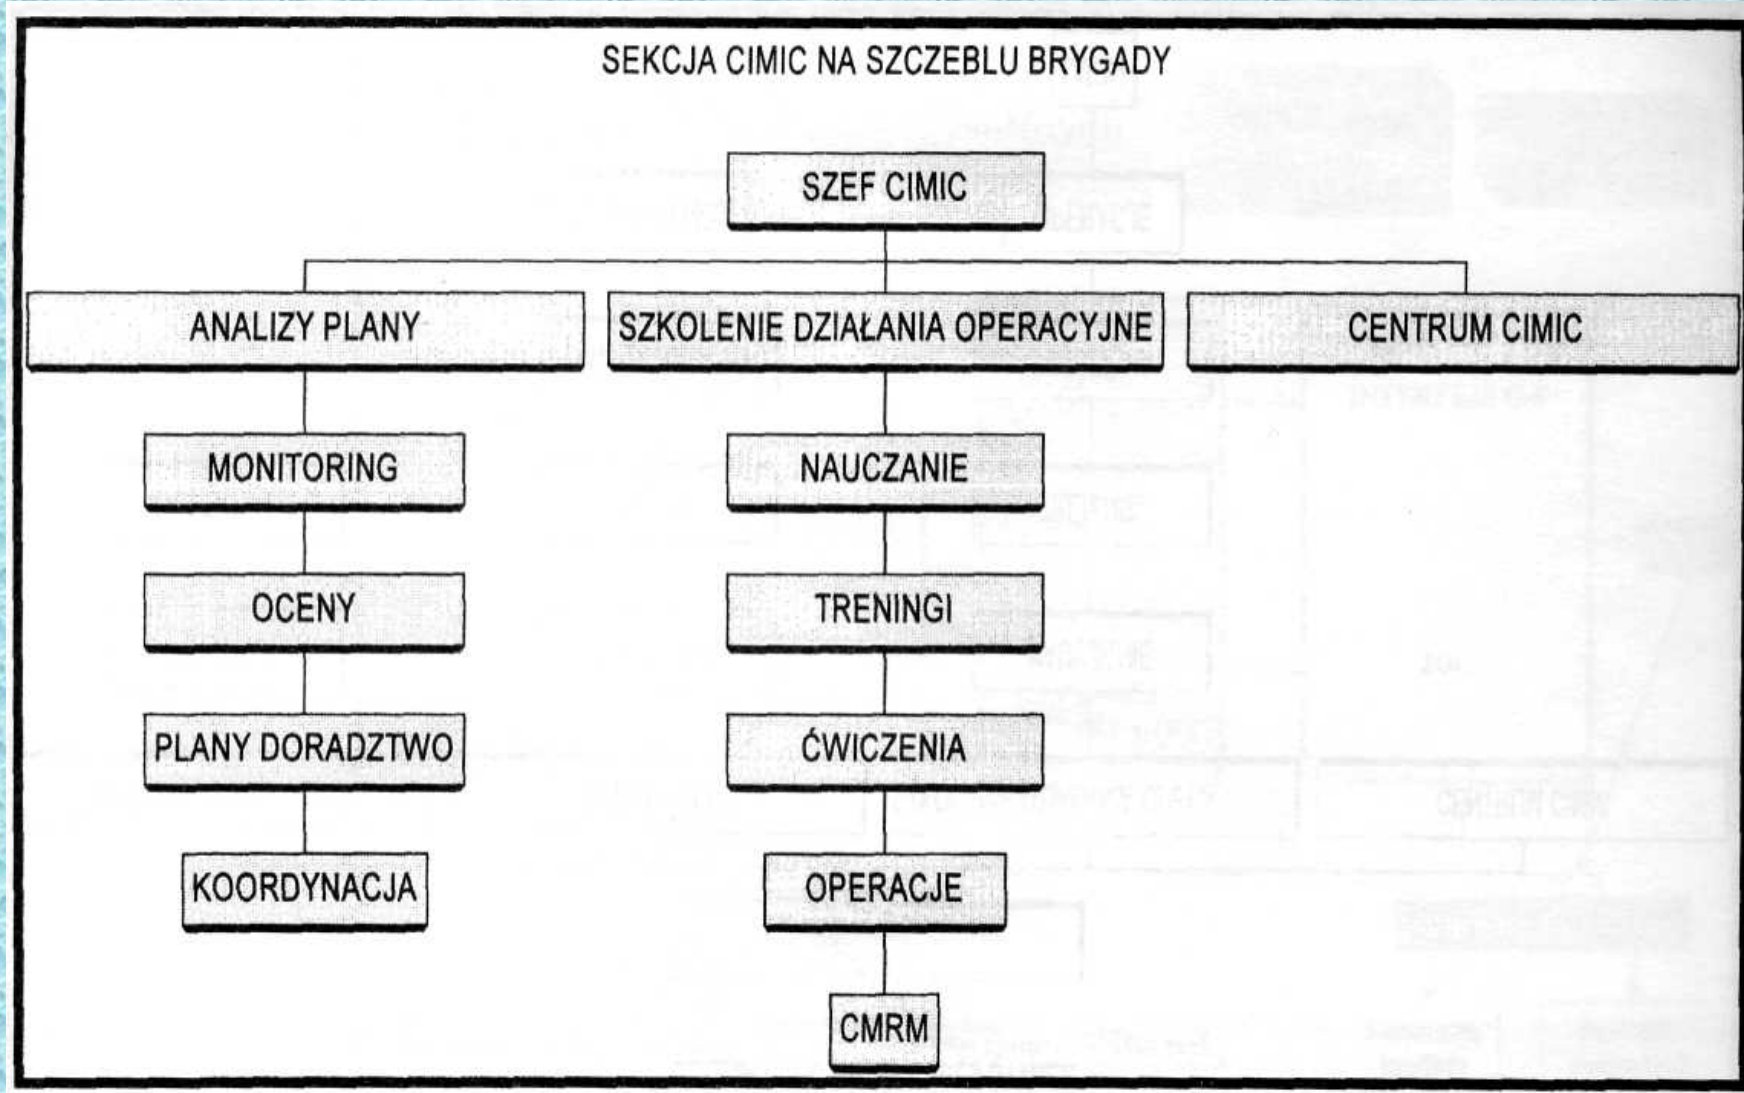 SEKCJA CIMIC NA SZCZEBLU BRYGADY
SZEF CIMIC
ANALIZY PLANY
SZKOLENIE DZIAŁANIA OPERACYJNE
CENTRUM CIMIC
MONITORING
NAUCZANIE
OCENY
TRENINGI
PLANY DORADZTWO
ĆWICZENIA
KOORDYNACJA
OPERACJE
CMRM